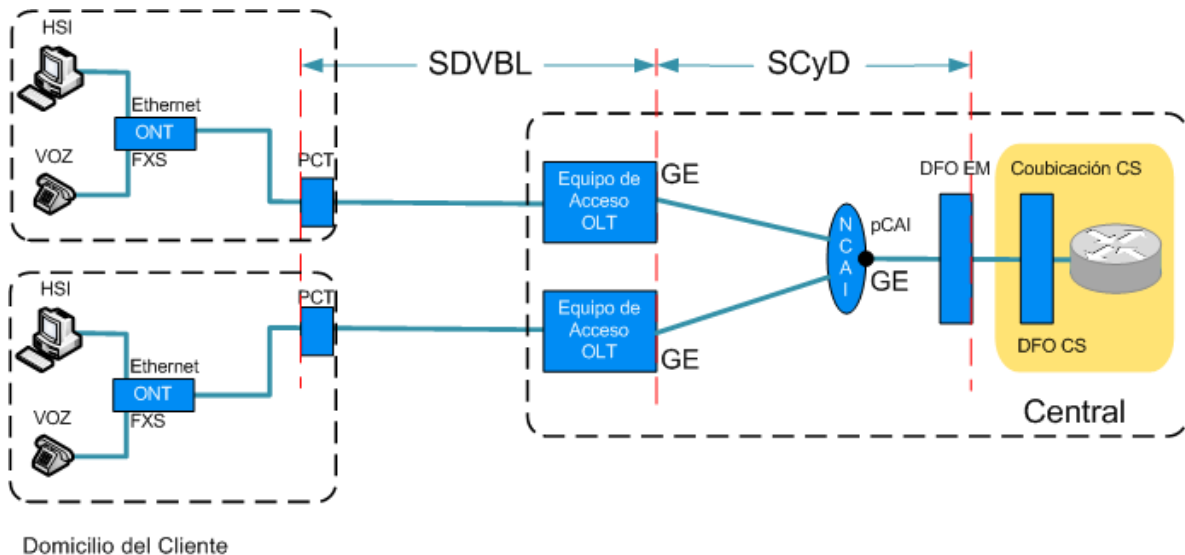 HSI
SDVBL
SCyD
Ethernet
ONT
FXS
VOZ
PCT
Equipo de
Acceso
OLT
GE
DFO EM
Coubicación CS
N
C
A
I
pCAI
GE
DFO CS
HSI
Ethernet
ONT
FXS
VOZ
PCT
Equipo de
Acceso
OLT
GE
Central
Domicilio del Cliente